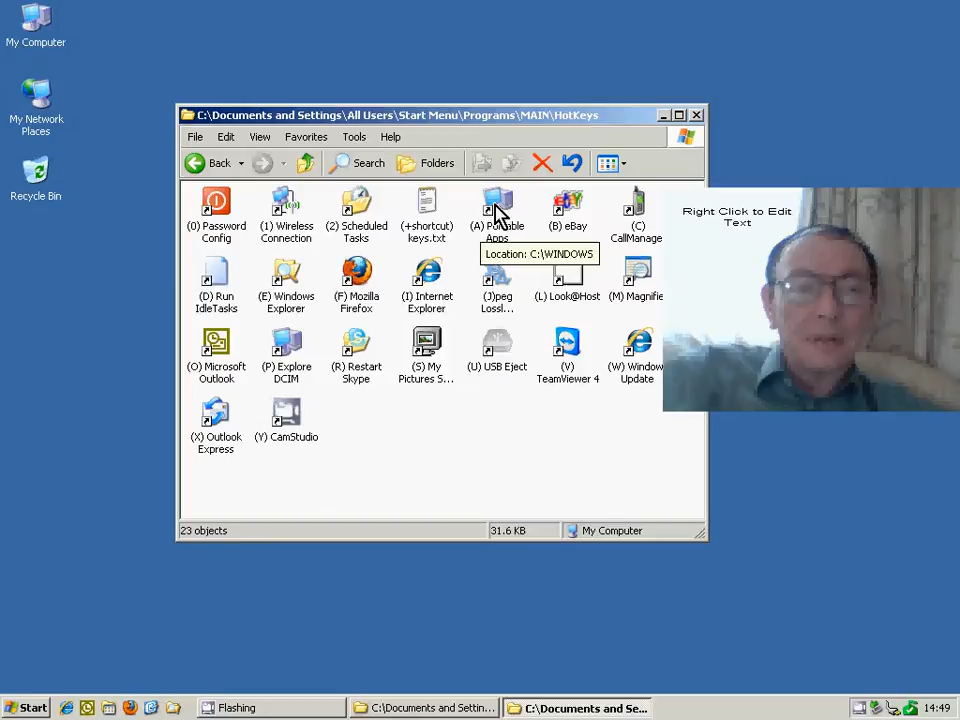 My Computer
My Network
Places
Recycle Bin
C:\Documents and Settings\All Users\Start Menu\Programs\MAIN\HotKeys
File Edit View Favorites Tools Help
Back Search Folders
(0) Password
Config
(1) Wireless
Connection
(2) Scheduled
Tasks
(+shortcut)
keys.txt
(A) Portable
Apps
(B) eBay
(C)
CallManage
Location: C:\WINDOWS
(D) Run
IdleTasks
(E) Windows
Explorer
(F) Mozilla
Firefox
(I) Internet
Explorer
(J)peg
Lossl...
(L) Look@Host
(M) Magnifie
(O) Microsoft
Outlook
(P) Explore
DCIM
(R) Restart
Skype
(S) My
Pictures S...
(U) USB Eject
(V)
TeamViewer 4
(W) Window
Update
(X) Outlook
Express
(Y) CamStudio
23 objects 31.6 KB My Computer
Right Click to Edit
Text
Start Flashing C:\Documents and Settin... C:\Documents and Se... 14:49